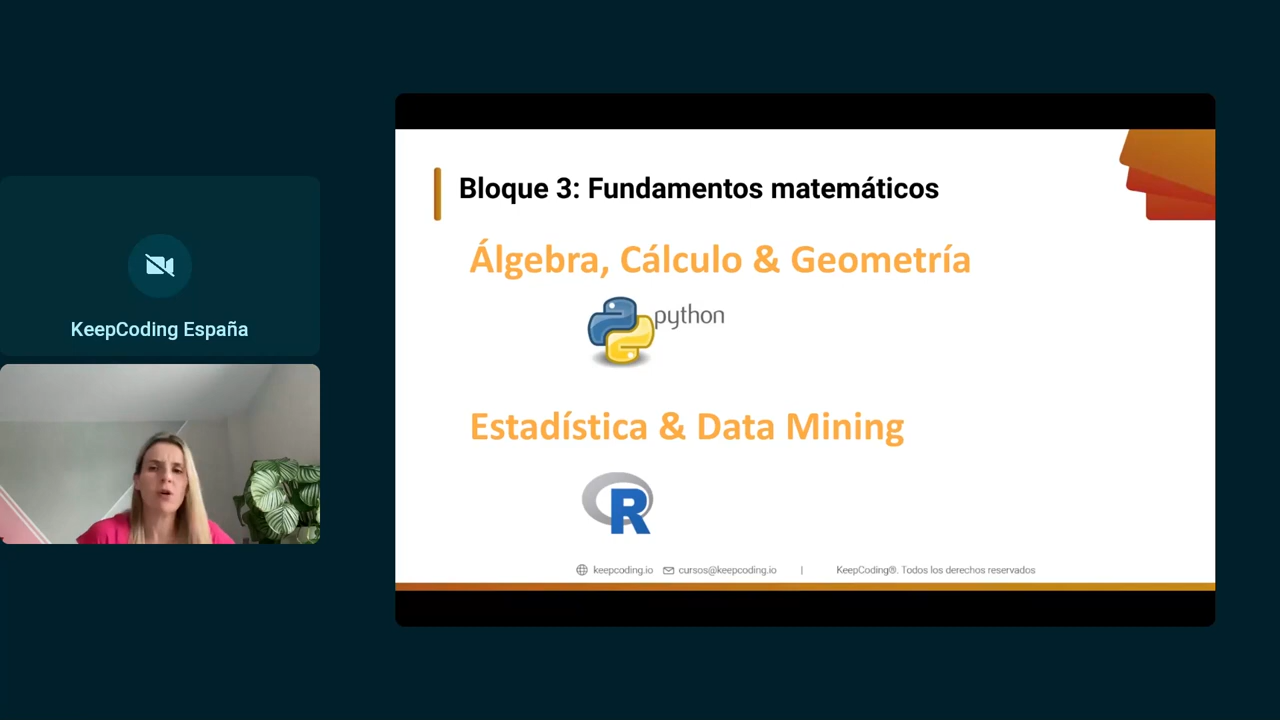 KeepCoding España
Bloque 3: Fundamentos matemáticos
Álgebra, Cálculo & Geometría
python
Estadística & Data Mining
R
keepcoding.io cursos@keepcoding.io | KeepCoding®. Todos los derechos reservados